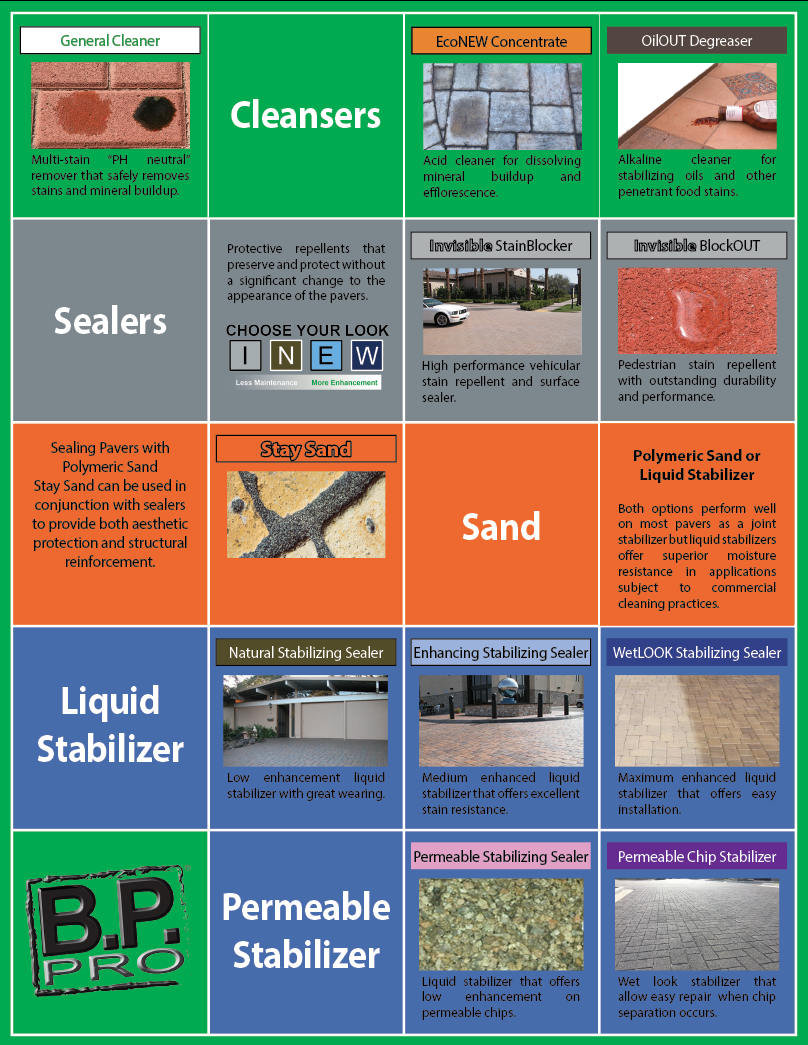 General Cleaner
Multi-stain “PH neutral”
remover that safely removes
stains and mineral buildup.
Cleansers
EcoNEW Concentrate
Acid cleaner for dissolving
mineral buildup and
efflorescence.
OilOUT Degreaser
Alkaline cleaner for
stabilizing oils and other
penetrant food stains.
Sealers
Protective repellents that
preserve and protect without
a significant change to the
appearance of the pavers.
CHOOSE YOUR LOOK
I N E W
Less Maintenance More Enhancement
Invisible StainBlocker
High performance vehicular
stain repellent and surface
sealer.
Invisible BlockOUT
Pedestrian stain repellent
with outstanding durability
and performance.
Sealing Pavers with
Polymeric Sand
Stay Sand can be used in
conjunction with sealers
to provide both aesthetic
protection and structural
reinforcement.
Stay Sand
Sand
Polymeric Sand or
Liquid Stabilizer
Both options perform well
on most pavers as a joint
stabilizer but liquid stabilizers
offer superior moisture
resistance in applications
subject to commercial
cleaning practices.
Liquid
Stabilizer
Natural Stabilizing Sealer
Low enhancement liquid
stabilizer with great wearing.
Enhancing Stabilizing Sealer
Medium enhanced liquid
stabilizer that offers excellent
stain resistance.
WetLOOK Stabilizing Sealer
Maximum enhanced liquid
stabilizer that offers easy
installation.
B.P.
PRO
Permeable
Stabilizer
Permeable Stabilizing Sealer
Liquid stabilizer that offers
low enhancement on
permeable chips.
Permeable Chip Stabilizer
Wet look stabilizer that
allow easy repair when chip
separation occurs.